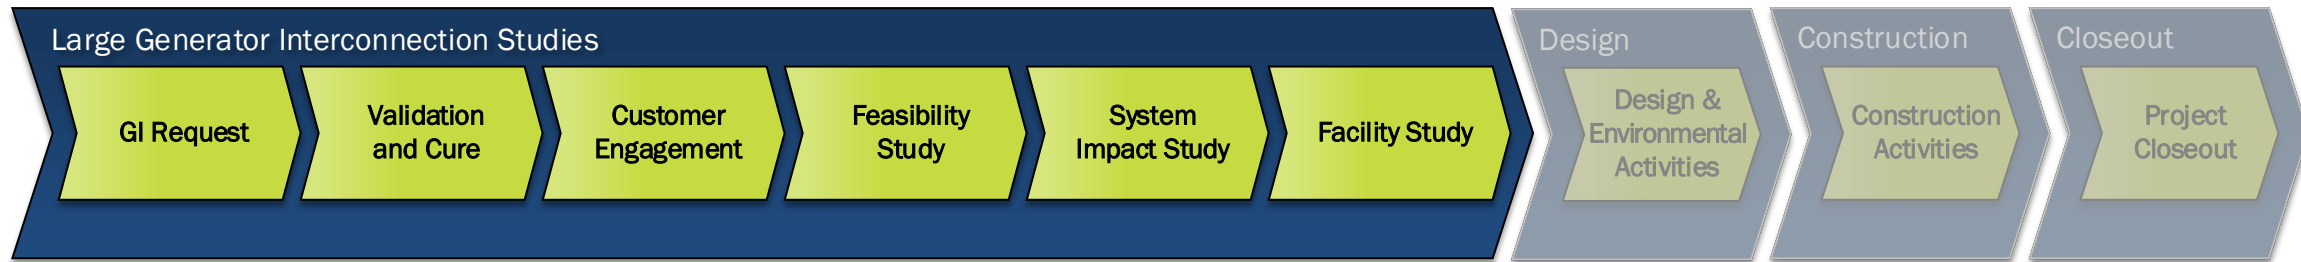 Large Generator Interconnection Studies
GI Request
Validation
and Cure
Customer
Engagement
Feasibility
Study
System
Impact Study
Facility Study
Design
Design &
Environmental
Activities
Construction
Construction
Activities
Closeout
Project
Closeout